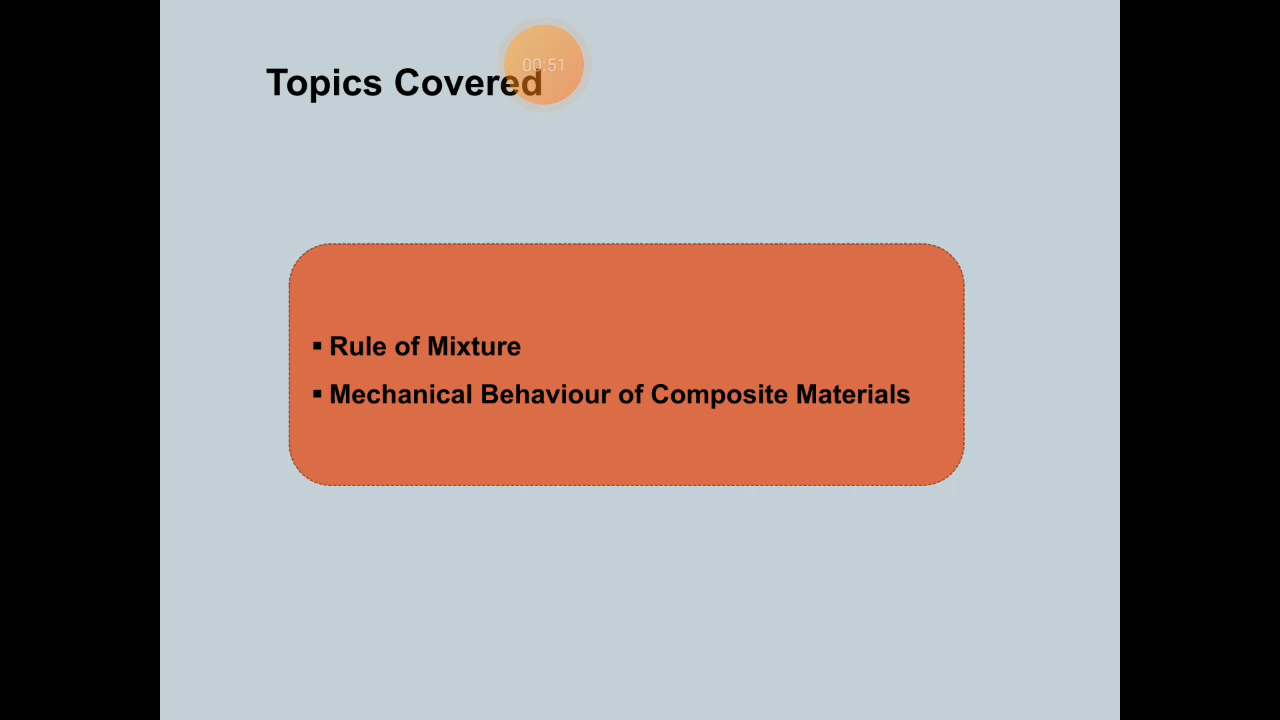 Topics Covered
00:51
▪ Rule of Mixture
▪ Mechanical Behaviour of Composite Materials